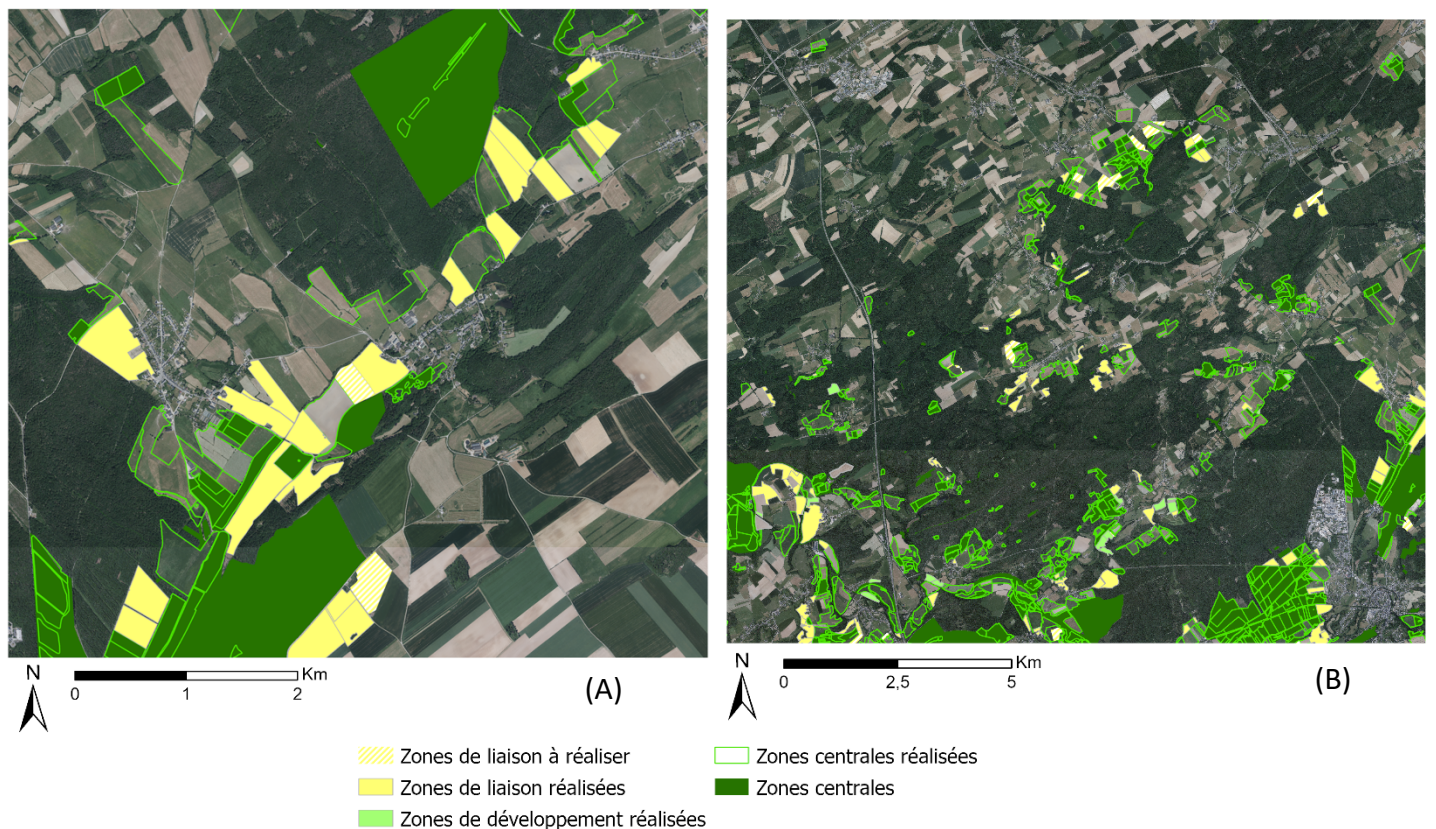 N
Km
0
1
2
(A)
N
Km
0
2,5
5
(B)
Zones de liaison à réaliser
Zones de liaison réalisées
Zones de développement réalisées
Zones centrales réalisées
Zones centrales